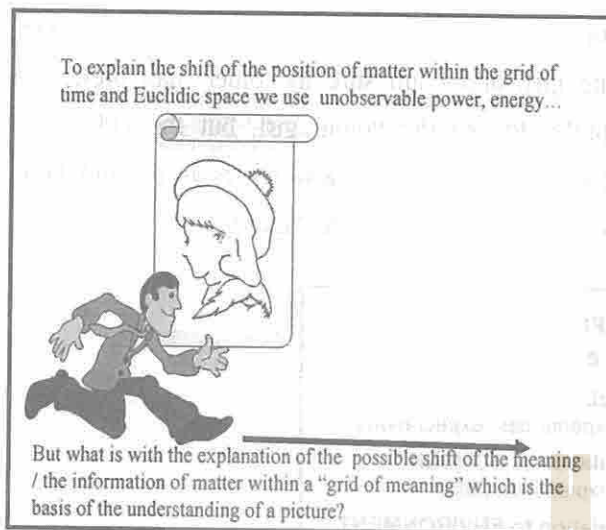 To explain the shift of the position of matter within the grid of
time and Euclidic space we use unobservable power, energy...
But what is with the explanation of the possible shift of the meaning
/ the information of matter within a “grid of meaning” which is the
basis of the understanding of a picture?